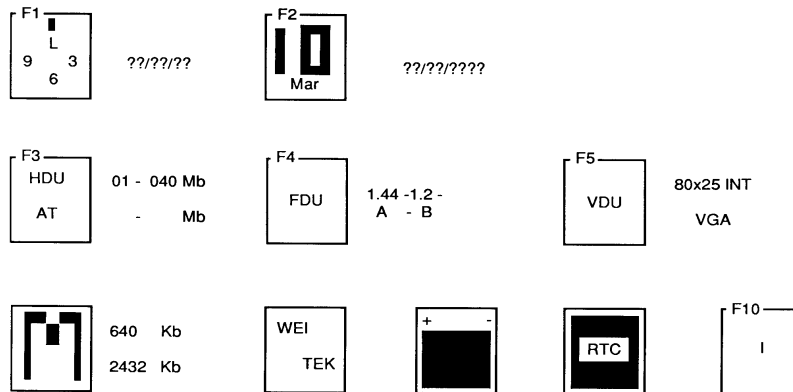 F1
L
9 3
6
??/??/??
F2
10
Mar
??/??/????
F3
HDU
AT
01 - 040 Mb
- Mb
F4
FDU
1.44 -1.2 -
A - B
F5
VDU
80x25 INT
VGA
M
640 Kb
2432 Kb
WEI
TEK
+ -
RTC
F10
I